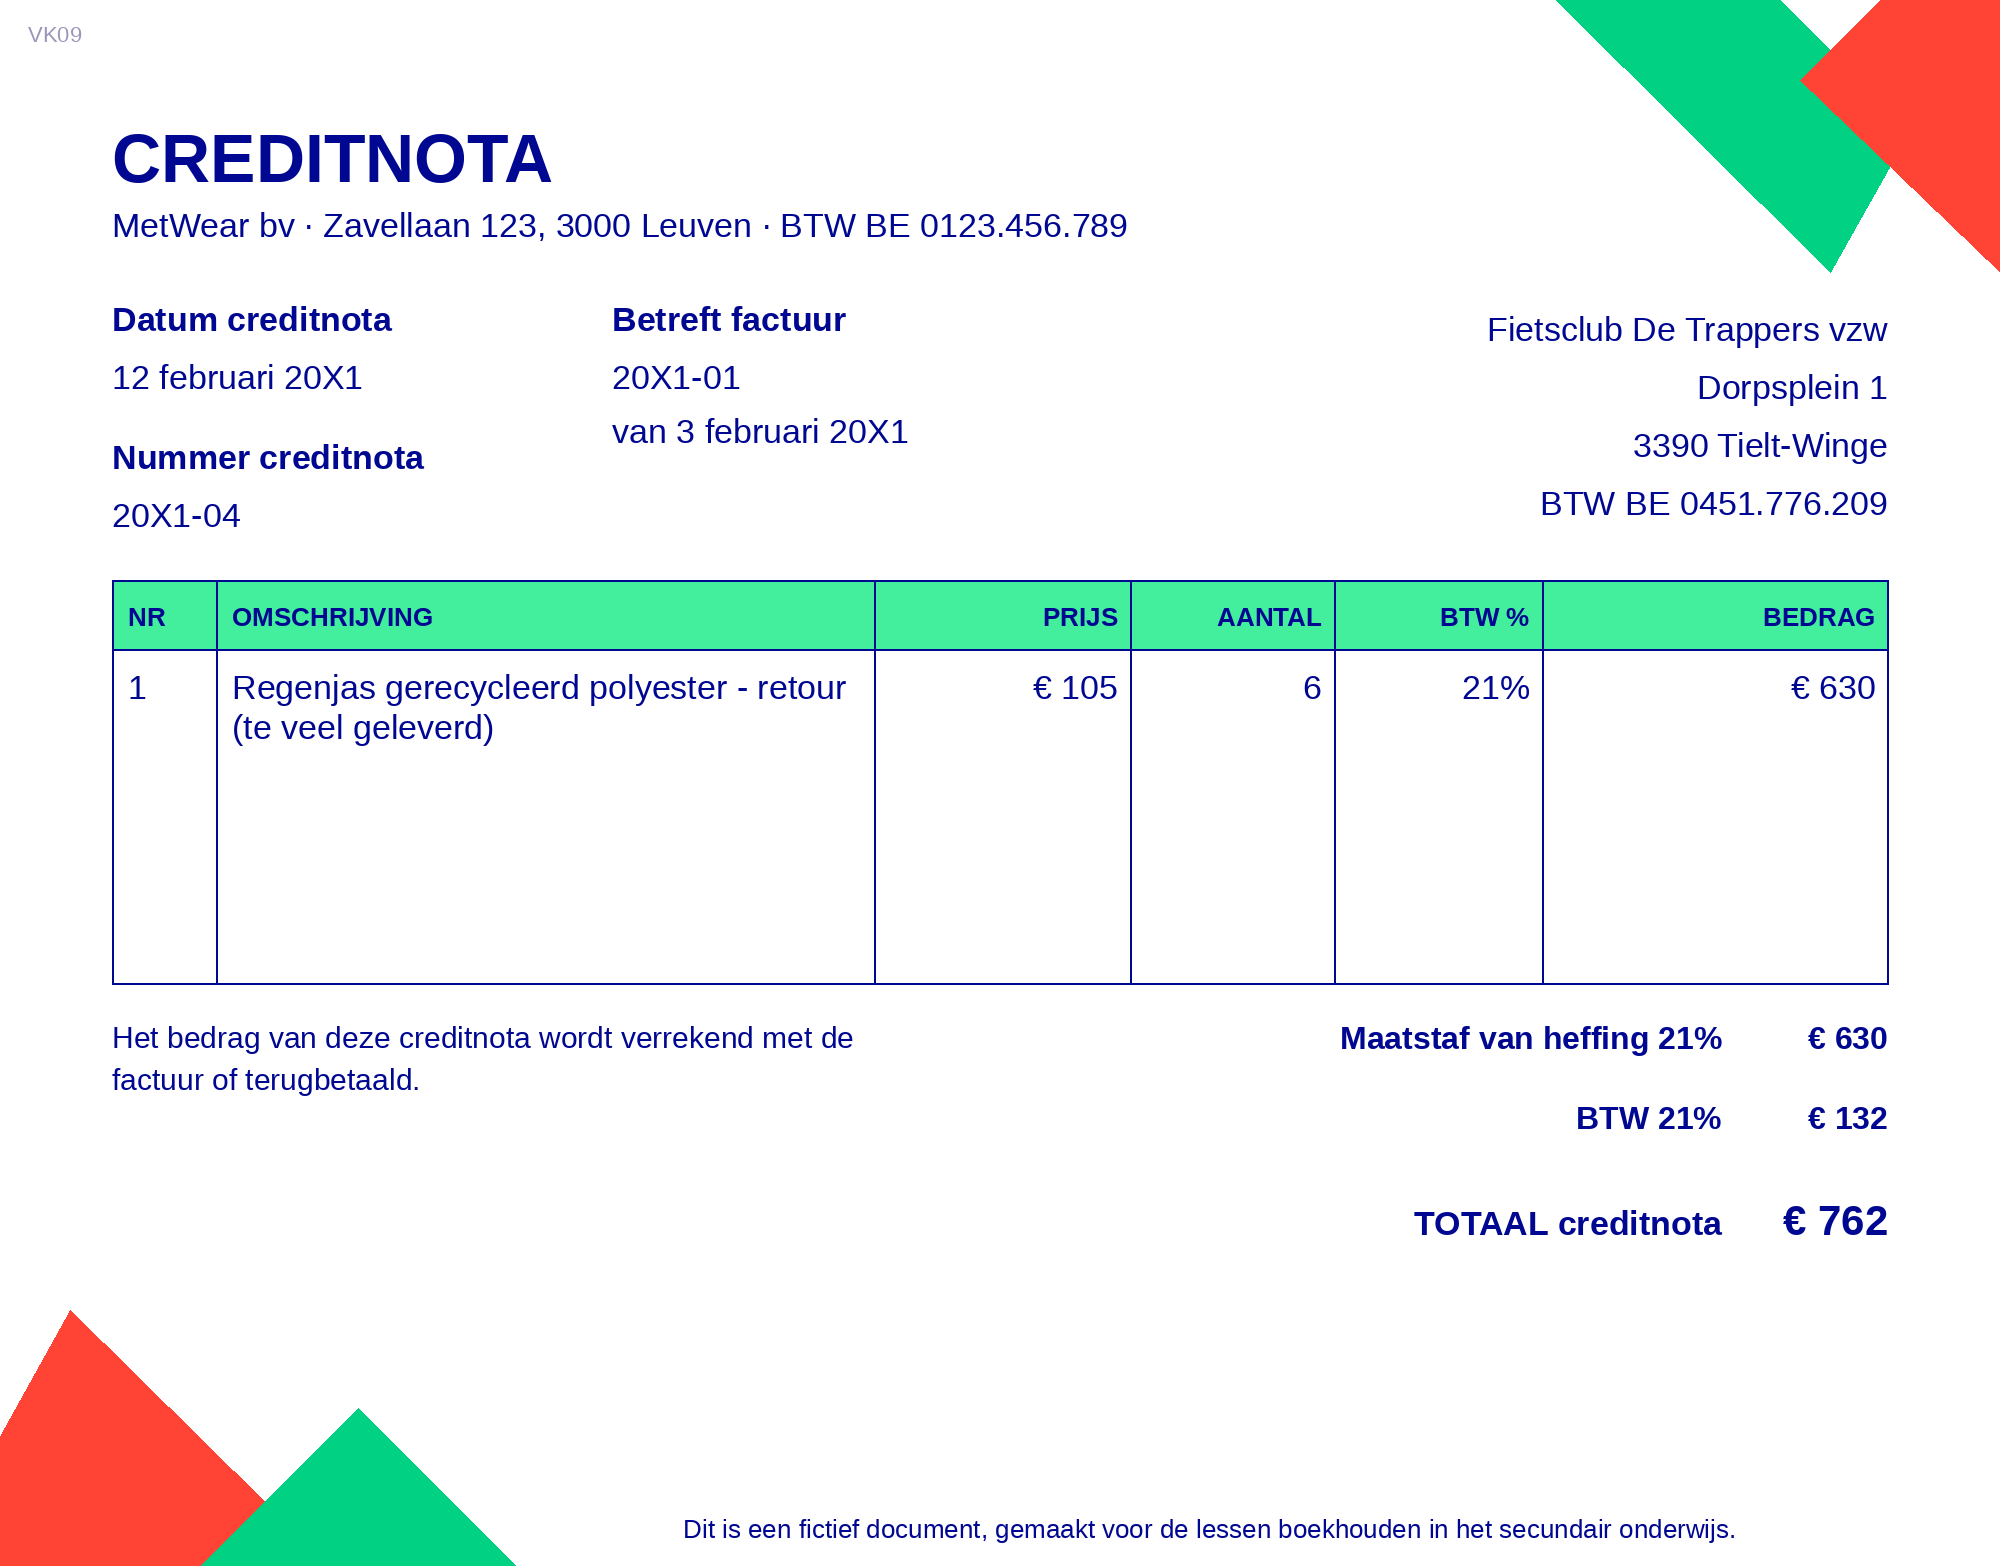 VK09
CREDITNOTA
MetWear bv · Zavellaan 123, 3000 Leuven · BTW BE 0123.456.789
Datum creditnota
12 februari 20X1
Nummer creditnota
20X1-04
Betreft factuur
20X1-01
van 3 februari 20X1
Fietsclub De Trappers vzw
Dorpsplein 1
3390 Tielt-Winge
BTW BE 0451.776.209
NR OMSCHRIJVING PRIJS AANTAL BTW % BEDRAG
1 Regenjas gerecycleerd polyester - retour € 105 6 21% € 630
(te veel geleverd)
Het bedrag van deze creditnota wordt verrekend met de
factuur of terugbetaald.
Maatstaf van heffing 21% € 630
BTW 21% € 132
TOTAAL creditnota € 762
Dit is een fictief document, gemaakt voor de lessen boekhouden in het secundair onderwijs.